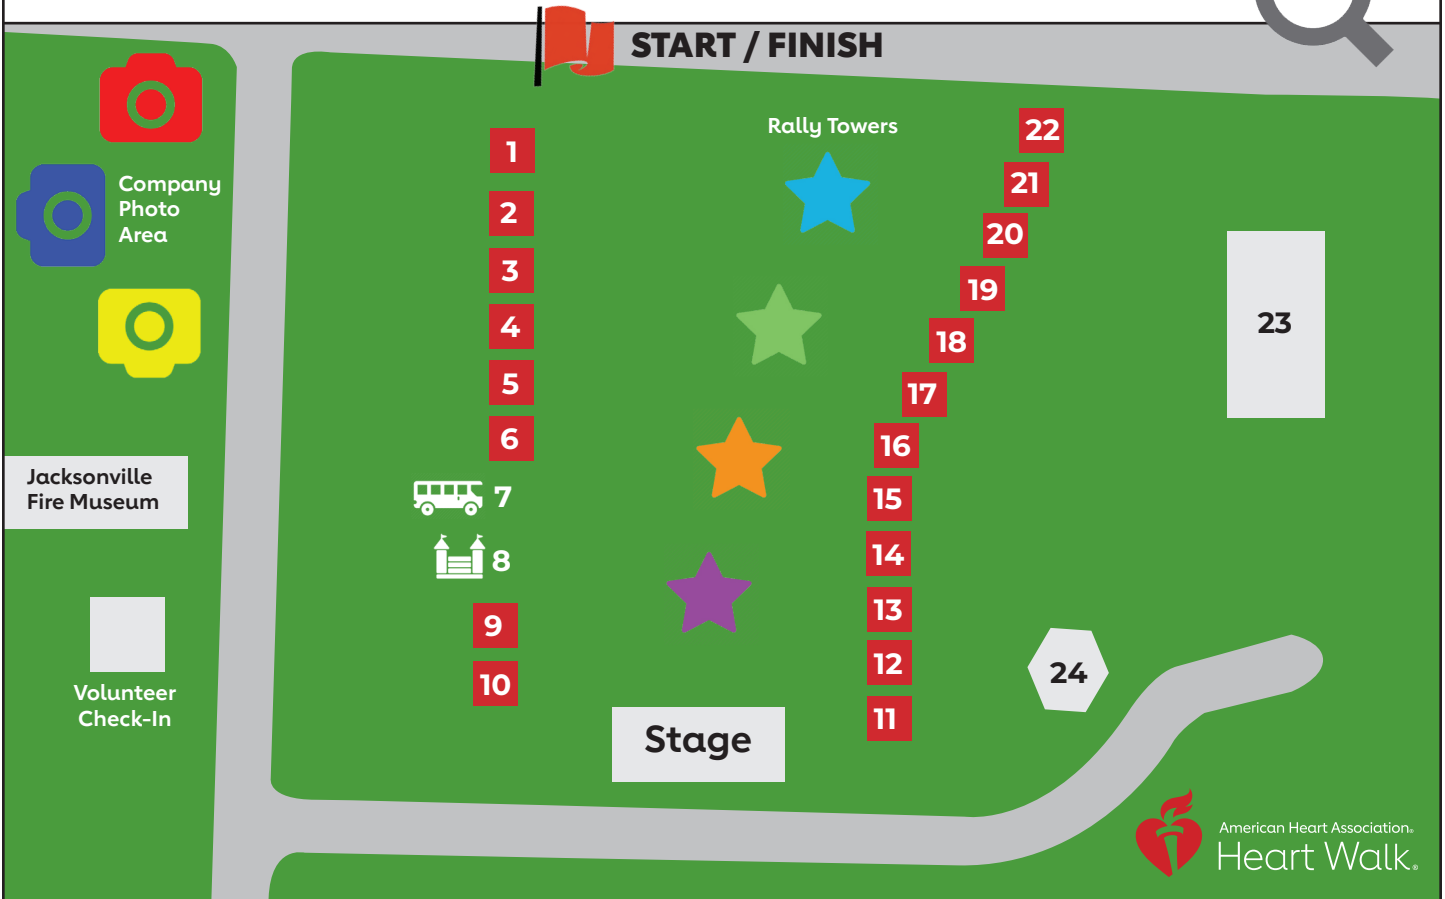 START / FINISH
Rally Towers
Company
Photo
Area
Jacksonville
Fire Museum
Volunteer
Check-In
1
2
3
4
5
6
7
8
9
10
Stage
22
21
20
19
18
17
16
15
14
13
12
11
23
24
American Heart Association®
Heart Walk®